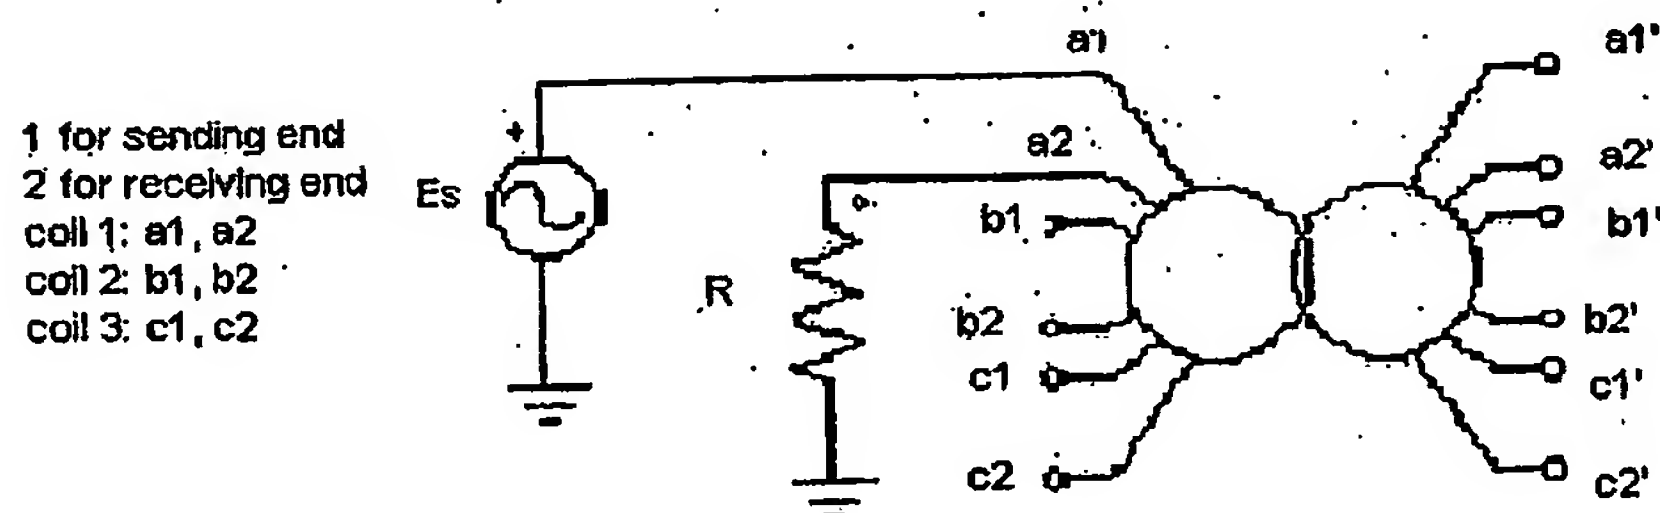 1 for sending end
2 for receiving end
coil 1: a1, a2
coil 2: b1, b2
coil 3: c1, c2
+
Es
R
a1
a2
b1
b2
c1
c2
a1'
a2'
b1'
b2'
c1'
c2'